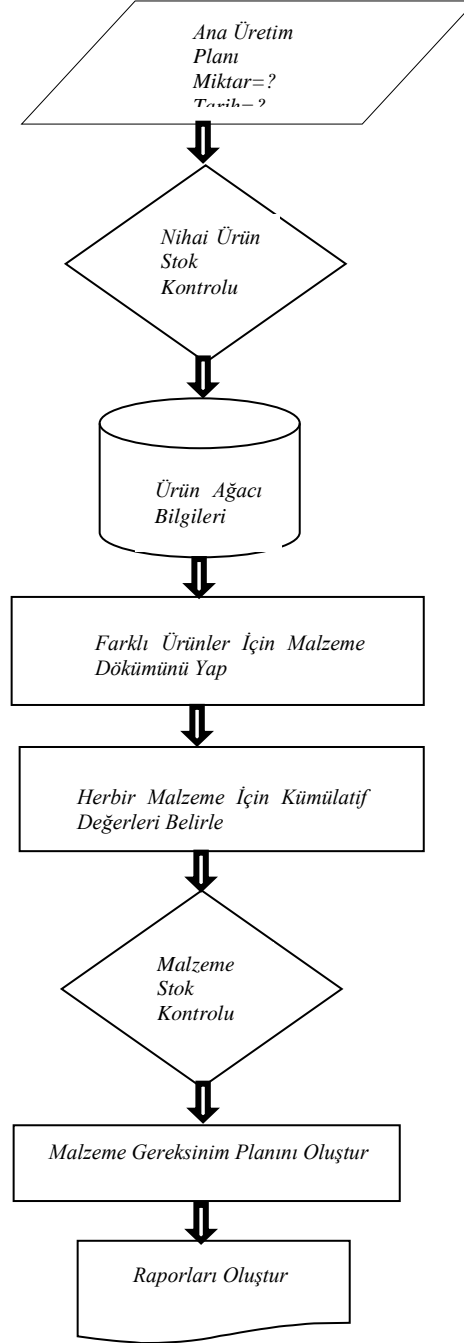 Ana Üretim
Planı
Miktar=?
Tarih=?
Nihai Ürün
Stok
Kontrolu
Ürün Ağacı
Bilgileri
Farklı Ürünler İçin Malzeme
Dökümünü Yap
Herbir Malzeme İçin Kümülatif
Değerleri Belirle
Malzeme
Stok
Kontrolu
Malzeme Gereksinim Planını Oluştur
Raporları Oluştur